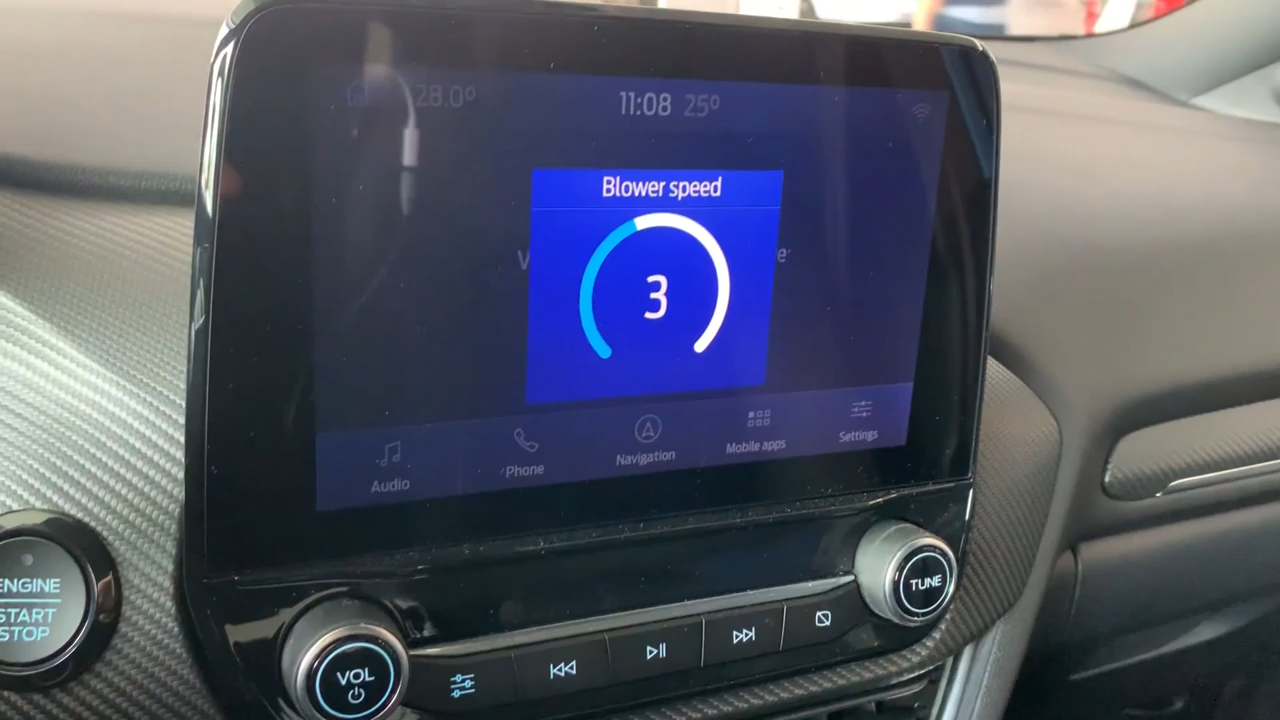 28.0° 11:08 25°
Blower speed
3
Audio
Phone
Navigation
Mobile apps
Settings
ENGINE
START
STOP
VOL
TUNE